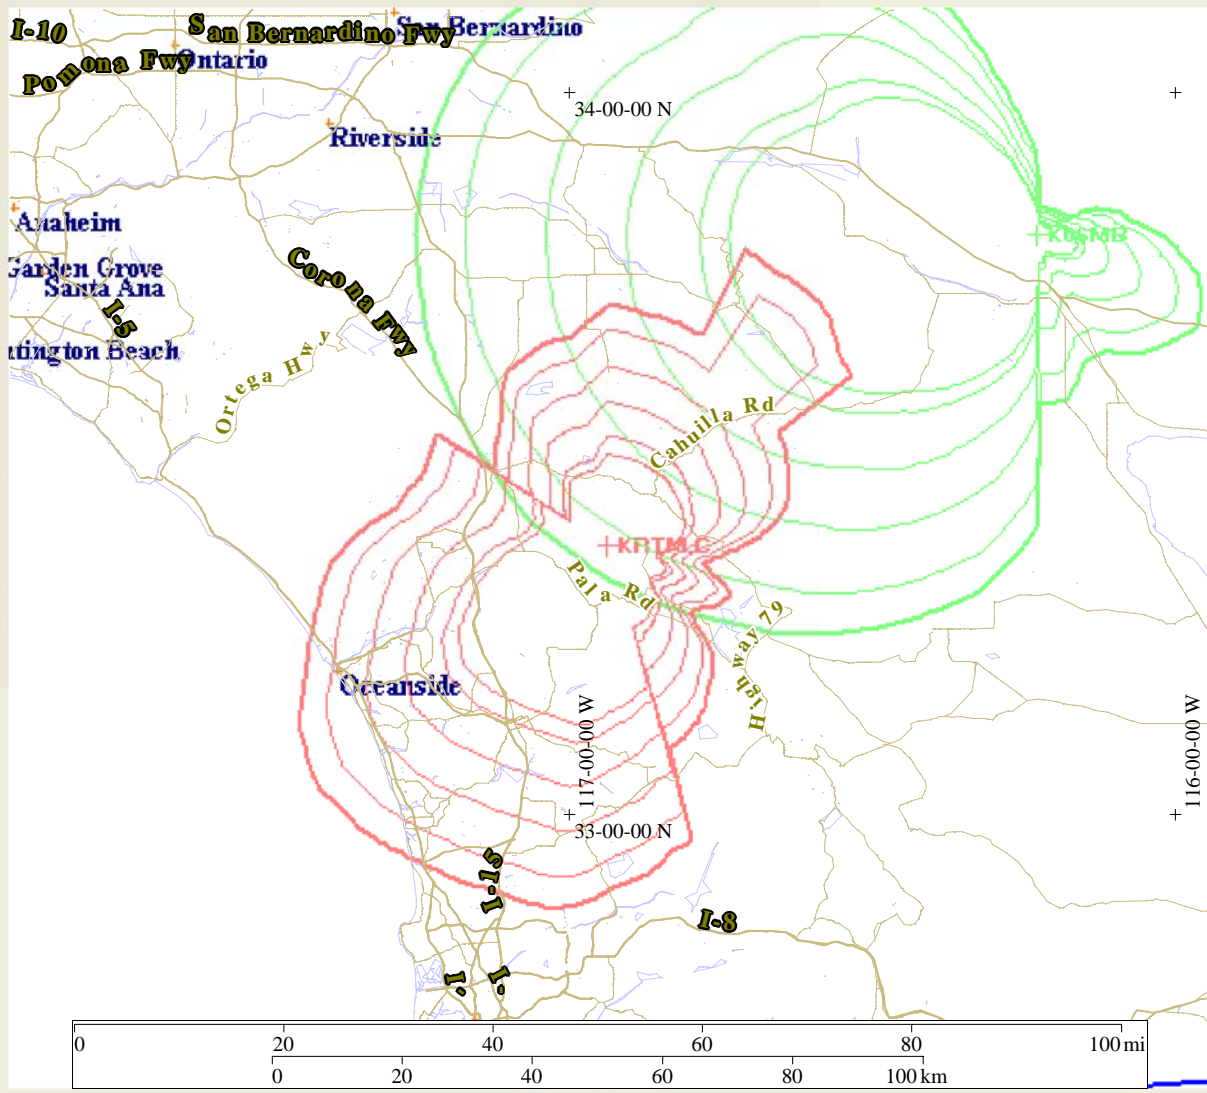 I-10
San Bernardino Fwy
San Bernardino
Pomona Fwy
Ontario
34-00-00 N
Riverside
Anaheim
Garden Grove
Santa Ana
Corona Fwy
I-5
tington Beach
Ortega Hwy
Cahuilla Rd
Pala Rd
Highway 79
Oceanside
117-00-00 W
116-00-00 W
33-00-00 N
I-15
I-8
I-
I-
0 20 40 60 80 100 mi
0 20 40 60 80 100 km